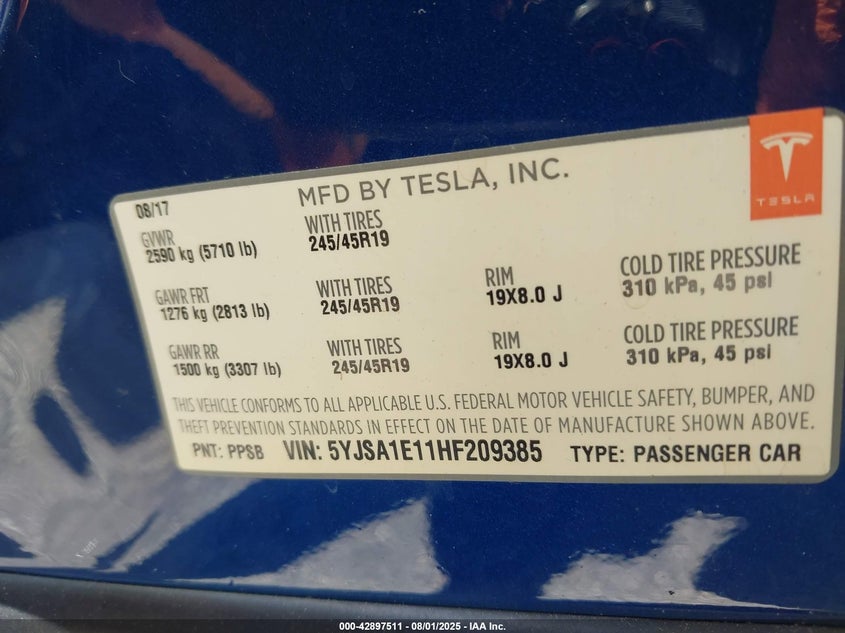 MFD BY TESLA, INC.
TESLA
08/17
GVWR
2590 kg (5710 lb)
WITH TIRES
245/45R19
GAWR FRT
1276 kg (2813 lb)
WITH TIRES
245/45R19
RIM
19X8.0 J
COLD TIRE PRESSURE
310 kPa, 45 psi
GAWR RR
1500 kg (3307 lb)
WITH TIRES
245/45R19
RIM
19X8.0 J
COLD TIRE PRESSURE
310 kPa, 45 psi
THIS VEHICLE CONFORMS TO ALL APPLICABLE U.S. FEDERAL MOTOR VEHICLE SAFETY, BUMPER, AND
THEFT PREVENTION STANDARDS IN EFFECT ON THE DATE OF MANUFACTURE SHOWN ABOVE.
PNT: PPSB VIN: 5YJSA1E11HF209385 TYPE: PASSENGER CAR
000-42897511 - 08/01/2025 - IAA Inc.